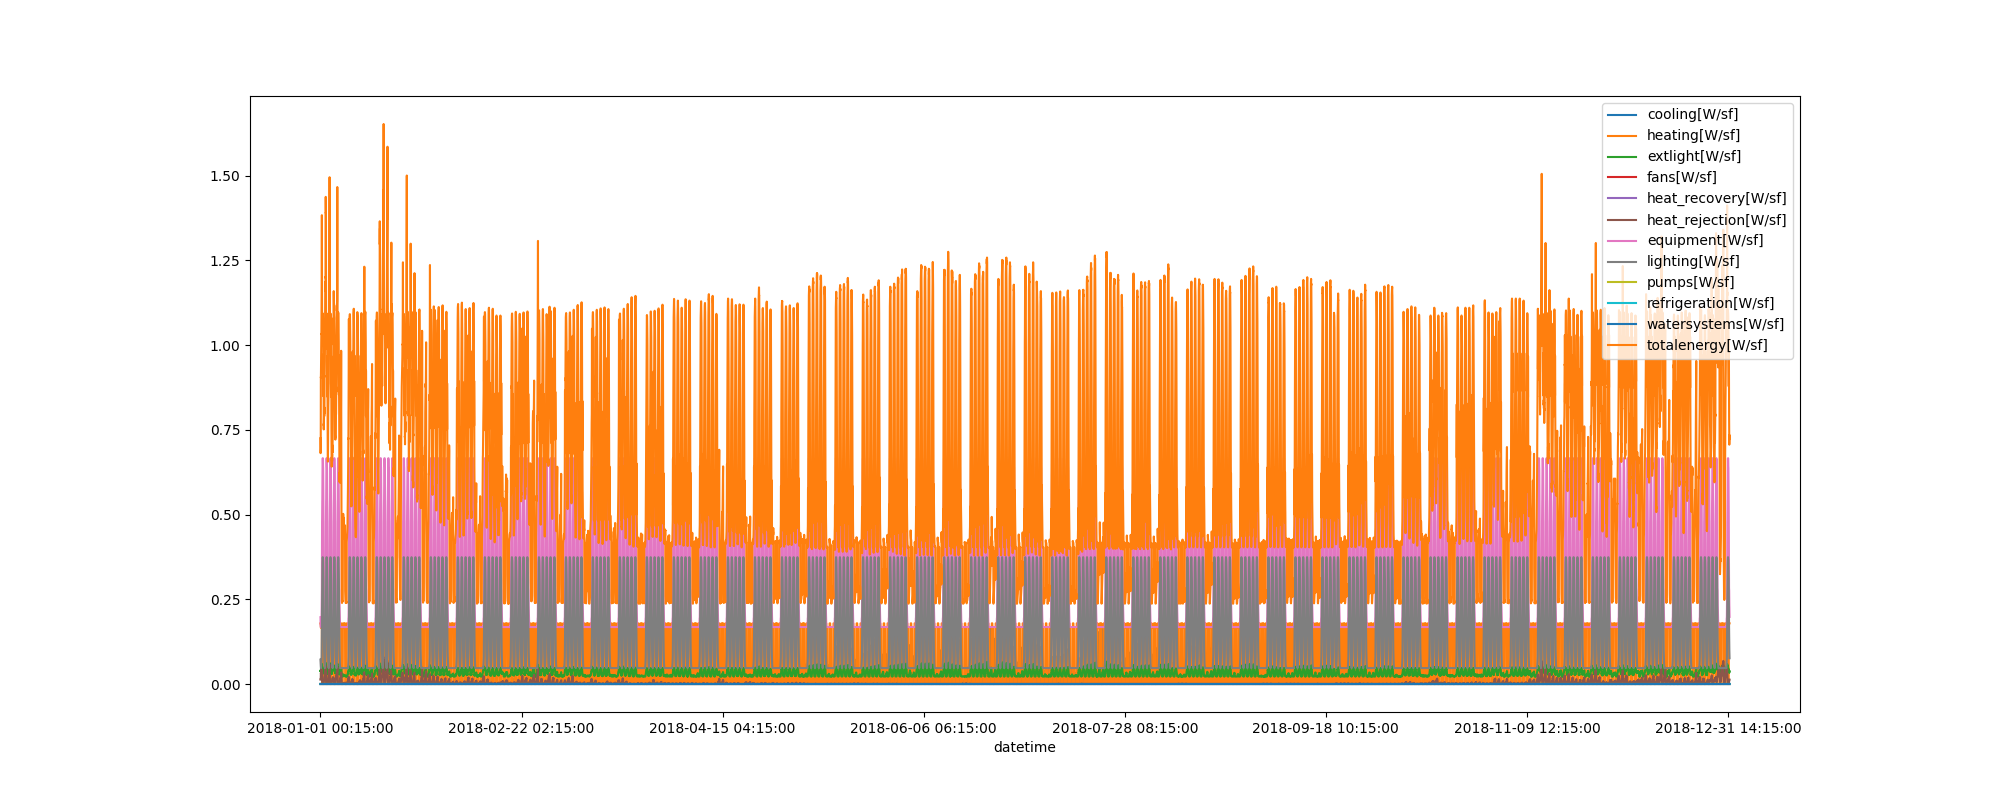 cooling[W/sf]
heating[W/sf]
extlight[W/sf]
fans[W/sf]
heat_recovery[W/sf]
heat_rejection[W/sf]
equipment[W/sf]
lighting[W/sf]
pumps[W/sf]
refrigeration[W/sf]
watersystems[W/sf]
totalenergy[W/sf]
1.50
1.25
1.00
0.75
0.50
0.25
0.00
2018-01-01 00:15:00 2018-02-22 02:15:00 2018-04-15 04:15:00 2018-06-06 06:15:00 2018-07-28 08:15:00 2018-09-18 10:15:00 2018-11-09 12:15:00 2018-12-31 14:15:00
datetime